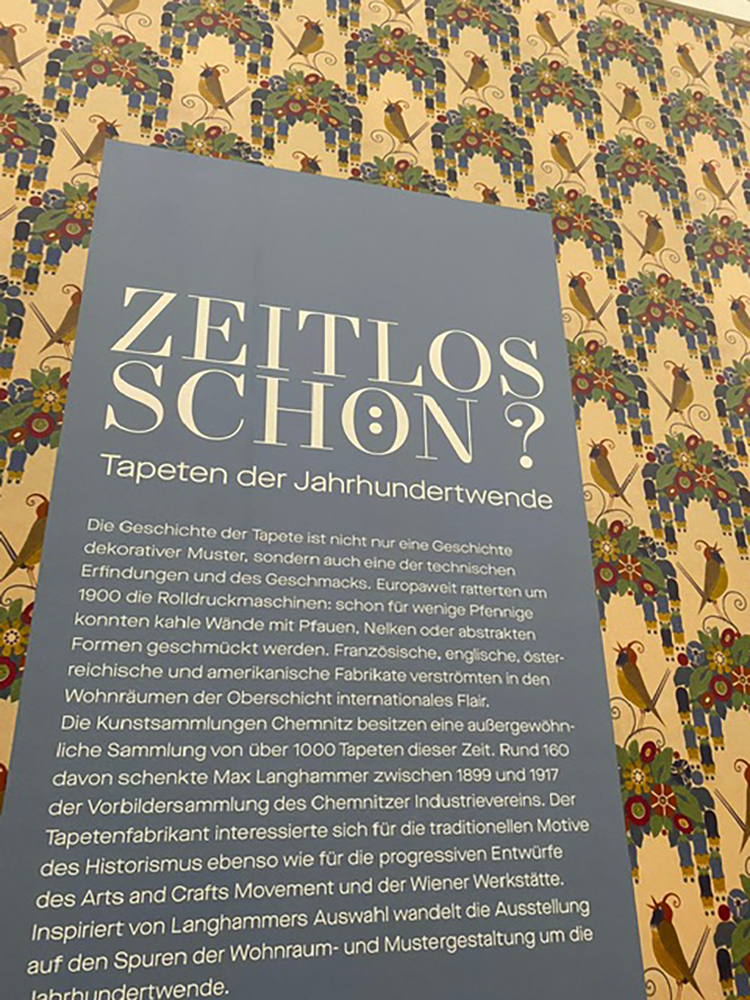 ZEITLOS
SCHÖN ?
Tapeten der Jahrhundertwende
Die Geschichte der Tapete ist nicht nur eine Geschichte
dekorativer Muster, sondern auch eine der technischen
Erfindungen und des Geschmacks. Europaweit ratterten um
1900 die Rolldruckmaschinen: schon für wenige Pfennige
konnten kahle Wände mit Pfauen, Nelken oder abstrakten
Formen geschmückt werden. Französische, englische, öster-
reichische und amerikanische Fabrikate verströmten in den
Wohnräumen der Oberschicht internationales Flair.
Die Kunstsammlungen Chemnitz besitzen eine außergewöhn-
liche Sammlung von über 1000 Tapeten dieser Zeit. Rund 160
davon schenkte Max Langhammer zwischen 1899 und 1917
der Vorbildersammlung des Chemnitzer Industrievereins. Der
Tapetenfabrikant interessierte sich für die traditionellen Motive
des Historismus ebenso wie für die progressiven Entwürfe
des Arts and Crafts Movement und der Wiener Werkstätte.
Inspiriert von Langhammers Auswahl wandelt die Ausstellung
auf den Spuren der Wohnraum- und Mustergestaltung um die
Jahrhundertwende.